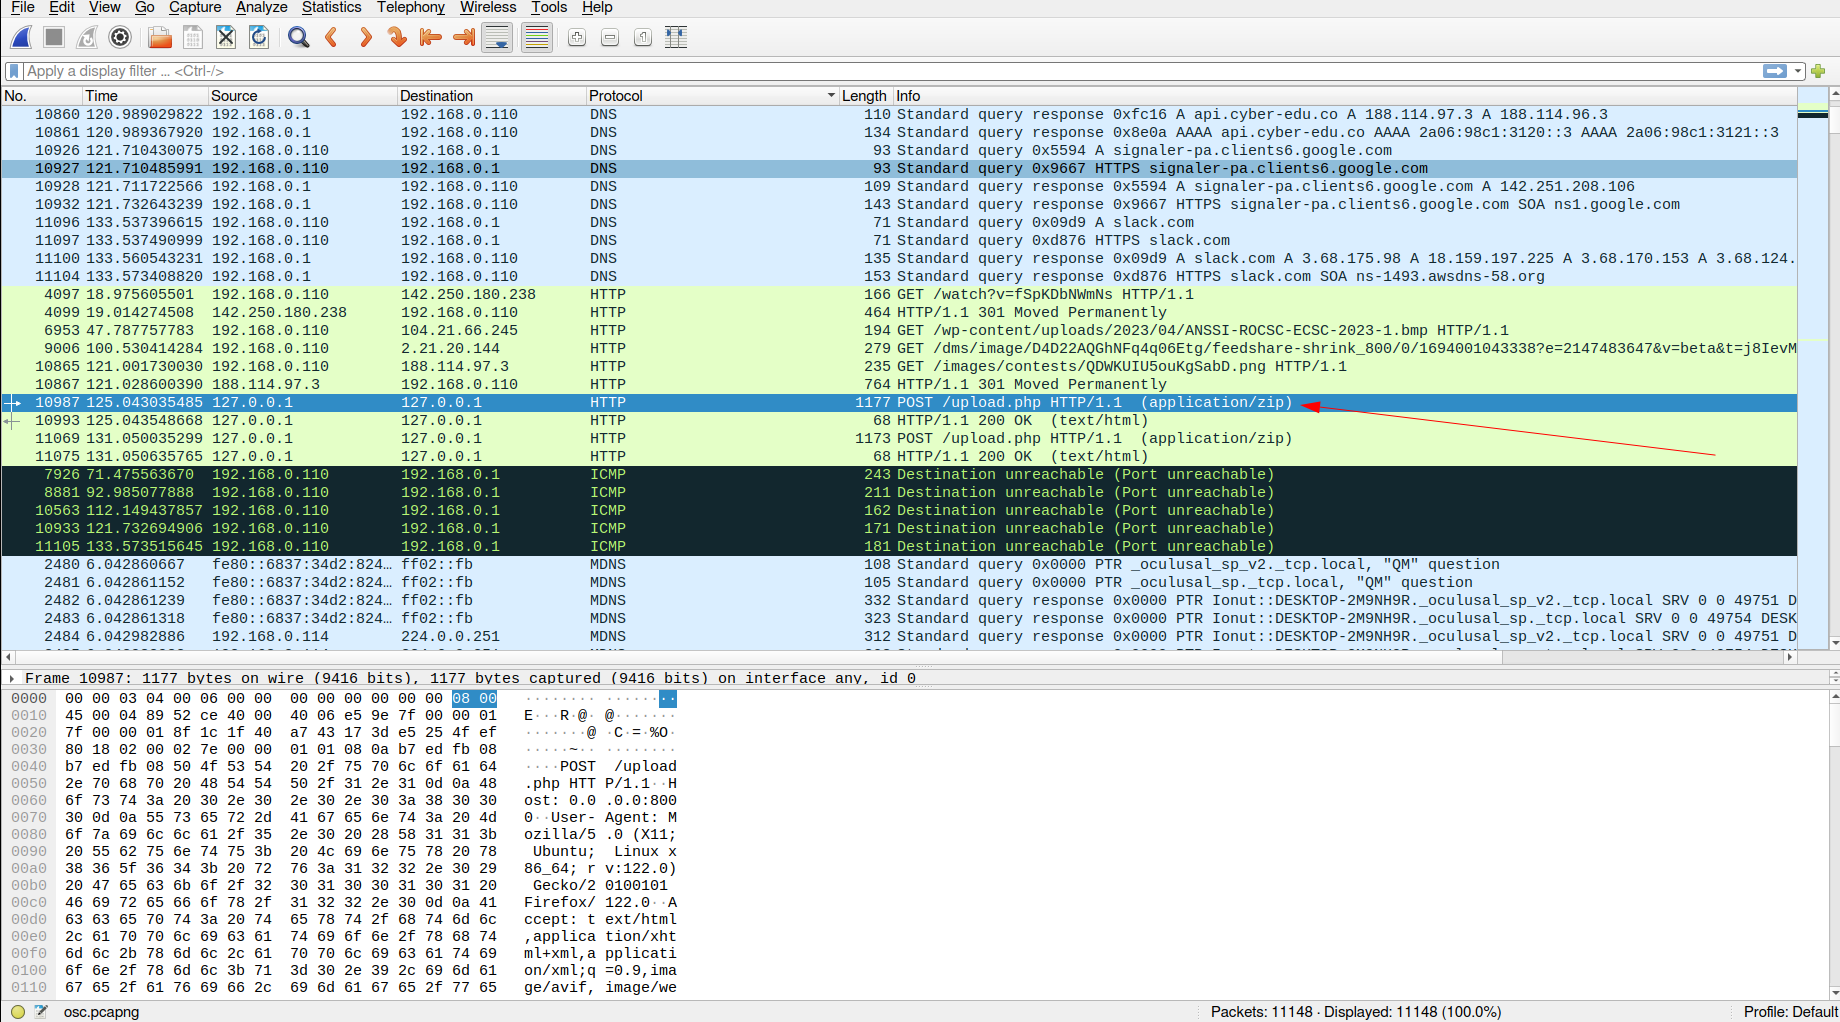 File Edit View Go Capture Analyze Statistics Telephony Wireless Tools Help
Apply a display filter ... <Ctrl-/>
No. Time Source Destination Protocol Length Info
10860 120.989029822 192.168.0.1 192.168.0.110 DNS 110 Standard query response 0xfc16 A api.cyber-edu.co A 188.114.97.3 A 188.114.96.3
10861 120.989367920 192.168.0.1 192.168.0.110 DNS 134 Standard query response 0x8e0a AAAA api.cyber-edu.co AAAA 2a06:98c1:3120::3 AAAA 2a06:98c1:3121::3
10926 121.710430075 192.168.0.110 192.168.0.1 DNS 93 Standard query 0x5594 A signaler-pa.clients6.google.com
10927 121.710485991 192.168.0.110 192.168.0.1 DNS 93 Standard query 0x9667 HTTPS signaler-pa.clients6.google.com
10928 121.711722566 192.168.0.1 192.168.0.110 DNS 109 Standard query response 0x5594 A signaler-pa.clients6.google.com A 142.251.208.106
10932 121.732643239 192.168.0.1 192.168.0.110 DNS 143 Standard query response 0x9667 HTTPS signaler-pa.clients6.google.com SOA ns1.google.com
11096 133.537396615 192.168.0.110 192.168.0.1 DNS 71 Standard query 0x09d9 A slack.com
11097 133.537490999 192.168.0.110 192.168.0.1 DNS 71 Standard query 0xd876 HTTPS slack.com
11100 133.560543231 192.168.0.1 192.168.0.110 DNS 135 Standard query response 0x09d9 A slack.com A 3.68.175.98 A 18.159.197.225 A 3.68.170.153 A 3.68.124.
11104 133.573408820 192.168.0.1 192.168.0.110 DNS 153 Standard query response 0xd876 HTTPS slack.com SOA ns-1493.awsdns-58.org
4097 18.975605501 192.168.0.110 142.250.180.238 HTTP 166 GET /watch?v=fSpKDbNWmNs HTTP/1.1
4099 19.014274508 142.250.180.238 192.168.0.110 HTTP 464 HTTP/1.1 301 Moved Permanently
6953 47.787757783 192.168.0.110 104.21.66.245 HTTP 194 GET /wp-content/uploads/2023/04/ANSSI-ROCSC-ECSC-2023-1.bmp HTTP/1.1
9006 100.530414284 192.168.0.110 2.21.20.144 HTTP 279 GET /dms/image/D4D22AQGhNFq4q06Etg/feedshare-shrink_800/0/1694001043338?e=2147483647&v=beta&t=j8IevM
10865 121.001730030 192.168.0.110 188.114.97.3 HTTP 235 GET /images/contests/QDWKUIU5ouKgSabD.png HTTP/1.1
10867 121.028600390 188.114.97.3 192.168.0.110 HTTP 764 HTTP/1.1 301 Moved Permanently
10987 125.043035485 127.0.0.1 127.0.0.1 HTTP 1177 POST /upload.php HTTP/1.1 (application/zip)
10993 125.043548668 127.0.0.1 127.0.0.1 HTTP 68 HTTP/1.1 200 OK (text/html)
11069 131.050035299 127.0.0.1 127.0.0.1 HTTP 1173 POST /upload.php HTTP/1.1 (application/zip)
11075 131.050635765 127.0.0.1 127.0.0.1 HTTP 68 HTTP/1.1 200 OK (text/html)
7926 71.475563670 192.168.0.110 192.168.0.1 ICMP 243 Destination unreachable (Port unreachable)
8881 92.985077888 192.168.0.110 192.168.0.1 ICMP 211 Destination unreachable (Port unreachable)
10563 112.149437857 192.168.0.110 192.168.0.1 ICMP 162 Destination unreachable (Port unreachable)
10933 121.732694906 192.168.0.110 192.168.0.1 ICMP 171 Destination unreachable (Port unreachable)
11105 133.573515645 192.168.0.110 192.168.0.1 ICMP 181 Destination unreachable (Port unreachable)
2480 6.042860667 fe80::6837:34d2:824… ff02::fb MDNS 108 Standard query 0x0000 PTR _oculusal_sp_v2._tcp.local, "QM" question
2481 6.042861152 fe80::6837:34d2:824… ff02::fb MDNS 105 Standard query 0x0000 PTR _oculusal_sp._tcp.local, "QM" question
2482 6.042861239 fe80::6837:34d2:824… ff02::fb MDNS 332 Standard query response 0x0000 PTR Ionut::DESKTOP-2M9NH9R._oculusal_sp_v2._tcp.local SRV 0 0 49751 D
2483 6.042861318 fe80::6837:34d2:824… ff02::fb MDNS 323 Standard query response 0x0000 PTR Ionut::DESKTOP-2M9NH9R._oculusal_sp._tcp.local SRV 0 0 49754 DESK
2484 6.042982886 192.168.0.114 224.0.0.251 MDNS 312 Standard query response 0x0000 PTR Ionut::DESKTOP-2M9NH9R._oculusal_sp_v2._tcp.local SRV 0 0 49751 D
Frame 10987: 1177 bytes on wire (9416 bits), 1177 bytes captured (9416 bits) on interface any, id 0
0000 00 00 03 04 00 06 00 00 00 00 00 00 00 00 08 00 ········ ········
0010 45 00 04 89 52 ce 40 00 40 06 e5 9e 7f 00 00 01 E···R·@· @·······
0020 7f 00 00 01 8f 1c 1f 40 a7 43 17 3d e5 25 4f ef ·······@ ·C·=·%O·
0030 80 18 02 00 02 7e 00 00 01 01 08 0a b7 ed fb 08 ·····~·· ········
0040 b7 ed fb 08 50 4f 53 54 20 2f 75 70 6c 6f 61 64 ····POST /upload
0050 2e 70 68 70 20 48 54 54 50 2f 31 2e 31 0d 0a 48 .php HTT P/1.1··H
0060 6f 73 74 3a 20 30 2e 30 2e 30 2e 30 3a 38 30 30 ost: 0.0 .0.0:800
0070 30 0d 0a 55 73 65 72 2d 41 67 65 6e 74 3a 20 4d 0··User- Agent: M
0080 6f 7a 69 6c 6c 61 2f 35 2e 30 20 28 58 31 31 3b ozilla/5 .0 (X11;
0090 20 55 62 75 6e 74 75 3b 20 4c 69 6e 75 78 20 78 Ubuntu; Linux x
00a0 38 36 5f 36 34 3b 20 72 76 3a 31 32 32 2e 30 29 86_64; r v:122.0)
00b0 20 47 65 63 6b 6f 2f 32 30 31 30 30 31 30 31 20 Gecko/2 0100101
00c0 46 69 72 65 66 6f 78 2f 31 32 32 2e 30 0d 0a 41 Firefox/ 122.0··A
00d0 63 63 65 70 74 3a 20 74 65 78 74 2f 68 74 6d 6c ccept: t ext/html
00e0 2c 61 70 70 6c 69 63 61 74 69 6f 6e 2f 78 68 74 ,applica tion/xht
00f0 6d 6c 2b 78 6d 6c 2c 61 70 70 6c 69 63 61 74 69 ml+xml,a pplicati
0100 6f 6e 2f 78 6d 6c 3b 71 3d 30 2e 39 2c 69 6d 61 on/xml;q =0.9,ima
0110 67 65 2f 61 76 69 66 2c 69 6d 61 67 65 2f 77 65 ge/avif, image/we
osc.pcapng Packets: 11148 · Displayed: 11148 (100.0%) Profile: Default